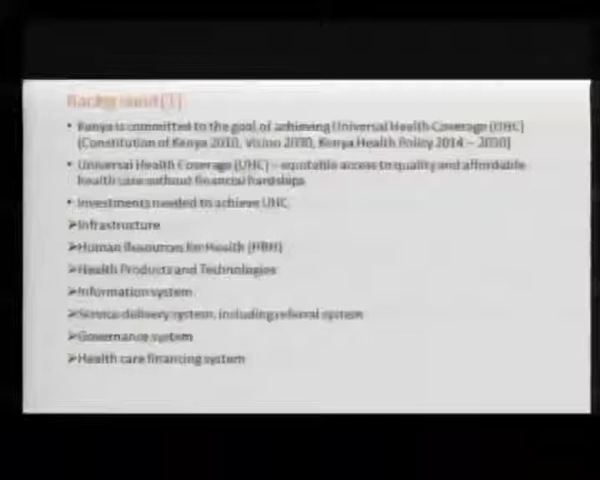 Background (1)
• Kenya is committed to the goal of achieving Universal Health Coverage (UHC)
(Constitution of Kenya 2010, Vision 2030, Kenya Health Policy 2014 – 2030)
• Universal Health Coverage (UHC) – equitable access to quality and affordable
health care without financial hardships
• Investments needed to achieve UHC
➢Infrastructure
➢Human Resources for Health (HRH)
➢Health Products and Technologies
➢Information system
➢Service delivery system, including referral system
➢Governance system
➢Health care financing system